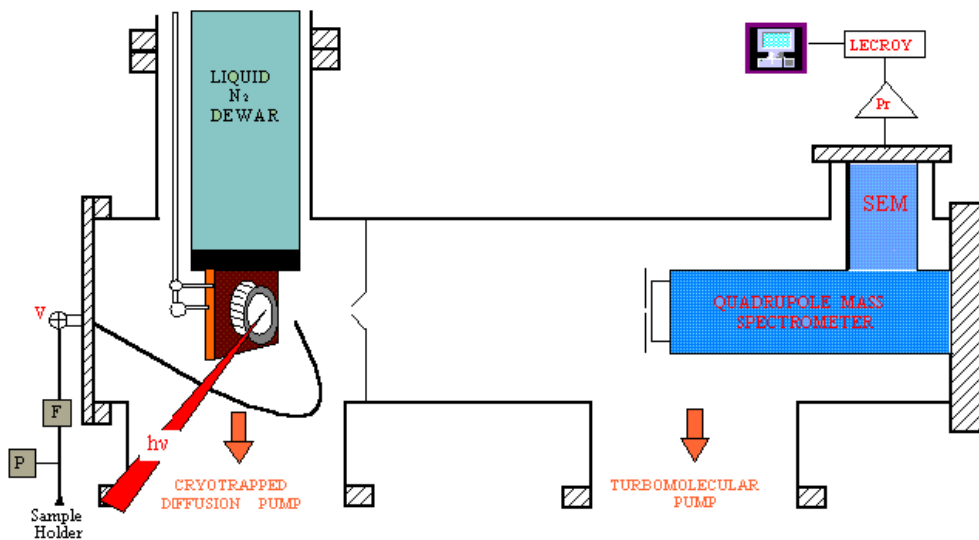 LIQUID
N₂
DEWAR
LECROY
Pr
SEM
V
QUADRUPOLE MASS
SPECTROMETER
F
hν
P
CRYOTRAPPED
DIFFUSION PUMP
TURBOMOLECULAR
PUMP
Sample
Holder